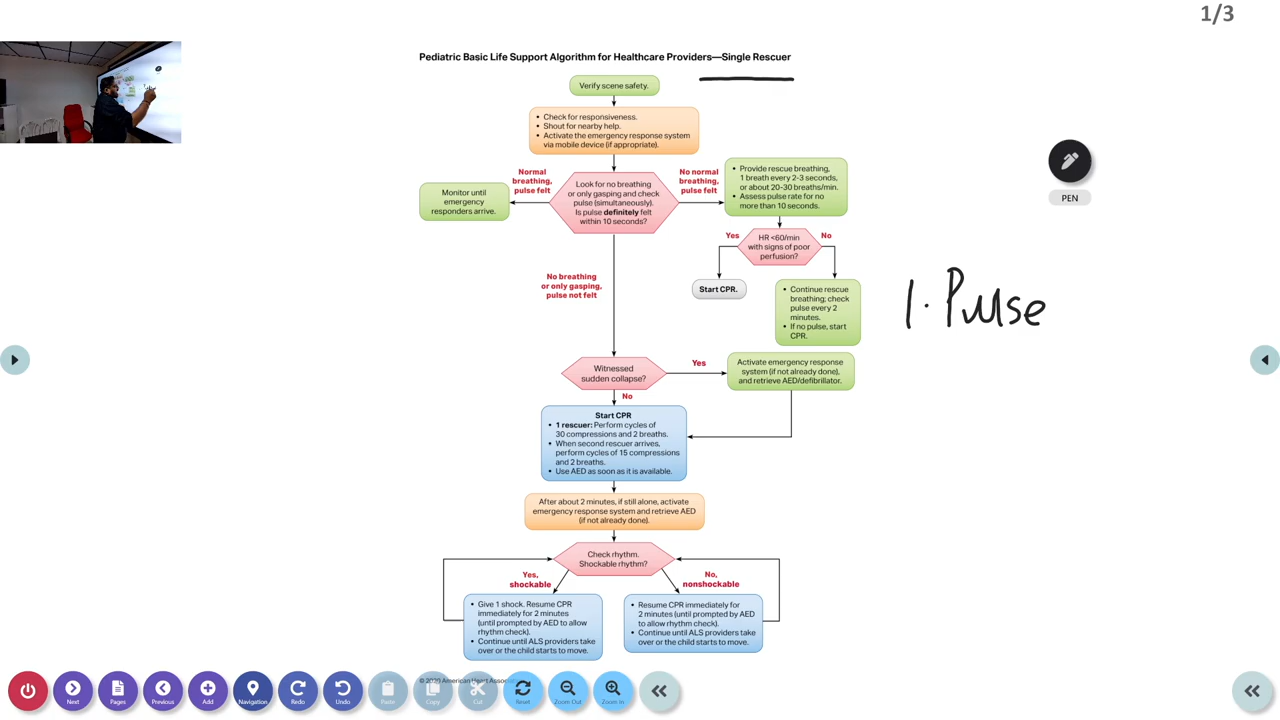 1/3
Pediatric Basic Life Support Algorithm for Healthcare Providers—Single Rescuer
Verify scene safety.
• Check for responsiveness.
• Shout for nearby help.
• Activate the emergency response system
via mobile device (if appropriate).
Normal
breathing,
pulse felt
Look for no breathing
or only gasping and check
pulse (simultaneously).
Is pulse definitely felt
within 10 seconds?
No normal
breathing,
pulse felt
Monitor until
emergency
responders arrive.
• Provide rescue breathing,
1 breath every 2-3 seconds,
or about 20-30 breaths/min.
• Assess pulse rate for no
more than 10 seconds.
PEN
Yes
HR <60/min
with signs of poor
perfusion?
No
Start CPR.
• Continue rescue
breathing; check
pulse every 2
minutes.
• If no pulse, start
CPR.
1. Pulse
No breathing
or only gasping,
pulse not felt
Witnessed
sudden collapse?
Yes
Activate emergency response
system (if not already done),
and retrieve AED/defibrillator.
No
Start CPR
• 1 rescuer: Perform cycles of
30 compressions and 2 breaths.
• When second rescuer arrives,
perform cycles of 15 compressions
and 2 breaths.
• Use AED as soon as it is available.
After about 2 minutes, if still alone, activate
emergency response system and retrieve AED
(if not already done).
Check rhythm.
Shockable rhythm?
Yes,
shockable
No,
nonshockable
• Give 1 shock. Resume CPR
immediately for 2 minutes
(until prompted by AED to allow
rhythm check).
• Continue until ALS providers take
over or the child starts to move.
• Resume CPR immediately for
2 minutes (until prompted by AED
to allow rhythm check).
• Continue until ALS providers take
over or the child starts to move.
© 2020 American Heart
Next
Pages
Previous
Add
Navigation
Redo
Undo
Paste
Copy
Cut
Reset
Zoom Out
Zoom In